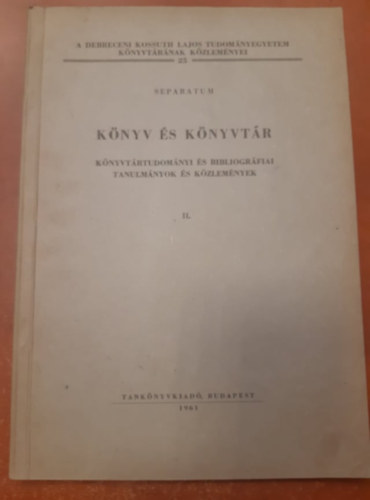 A DEBRECENI KOSSUTH LAJOS TUDOMÁNYEGYETEM
KÖNYVTÁRÁNAK KÖZLEMÉNYEI
SEPARATUM
KÖNYV ÉS KÖNYVTÁR
KÖNYVTÁRTUDOMÁNYI ÉS BIBLIOGRÁFIAI
TANULMÁNYOK ÉS KÖZLEMÉNYEK
II.
TANKÖNYVKIADÓ, BUDAPEST
1961